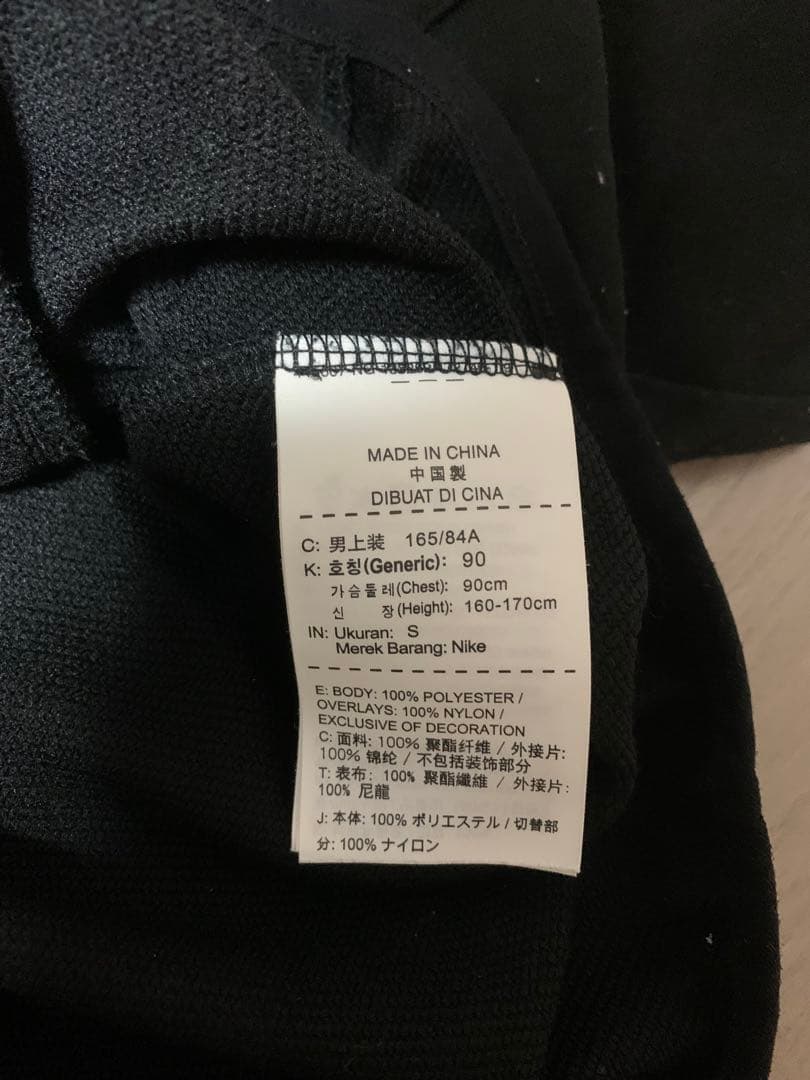 MADE IN CHINA
中国製
DIBUAT DI CINA
C: 男上装 165/84A
K: 호칭(Generic): 90
가슴둘레(Chest): 90cm
신 장(Height): 160-170cm
IN: Ukuran: S
Merek Barang: Nike
E: BODY: 100% POLYESTER /
OVERLAYS: 100% NYLON /
EXCLUSIVE OF DECORATION
C: 面料: 100% 聚酯纤维 / 外接片:
100% 锦纶 / 不包括装饰部分
T: 表布: 100% 聚酯纖維 / 外接片:
100% 尼龍
J: 本体: 100% ポリエステル / 切替部
分: 100% ナイロン